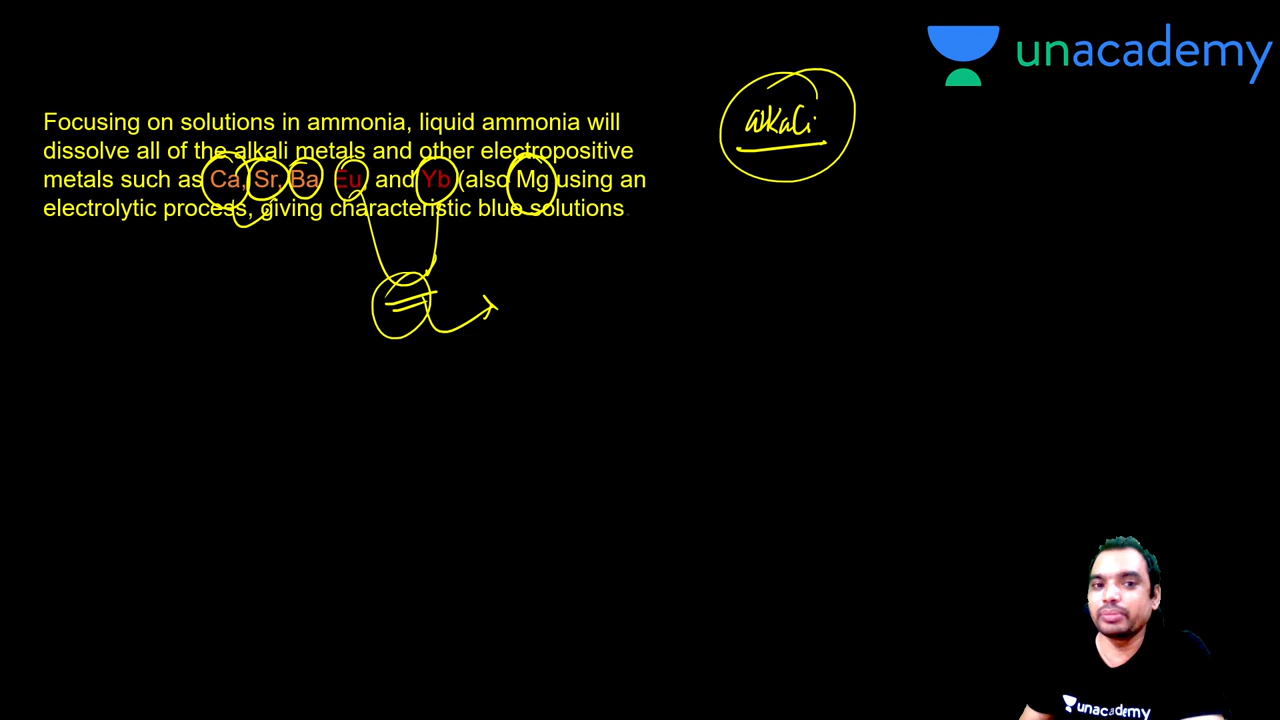 unacademy
alkali
Focusing on solutions in ammonia, liquid ammonia will
dissolve all of the alkali metals and other electropositive
metals such as Ca, Sr, Ba Eu and Yb (also Mg using an
electrolytic process, giving characteristic blue solutions
unacademy